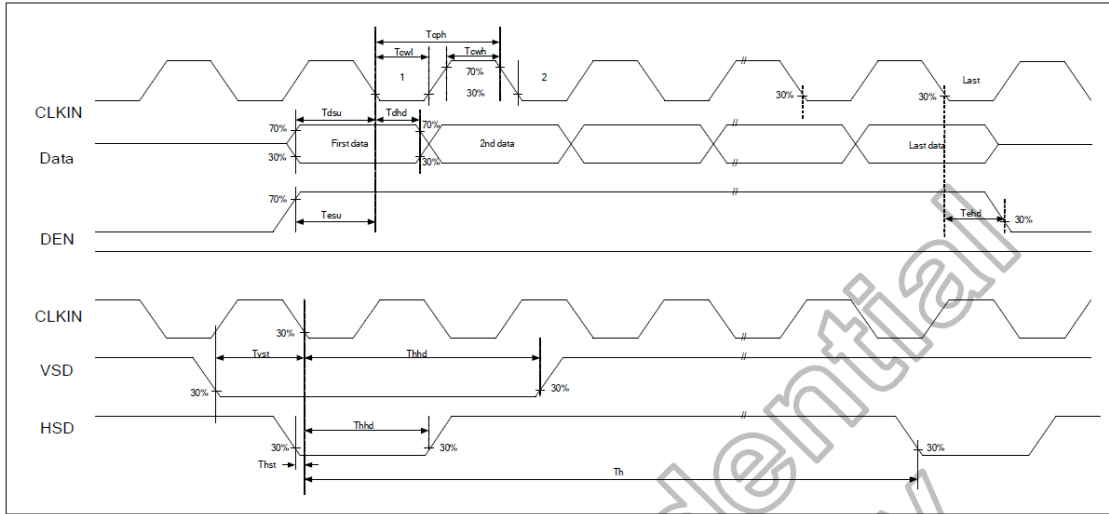 Tcph
Tcwl Tcwh
1 70% 2 Last
30% 30% 30%
CLKIN
Tdsu Tdhd
70% 70%
Data First data 2nd data Last data
30% 30%
70%
Tesu Tehd
30%
DEN
CLKIN
30%
Tvst Thhd
VSD
30% 30%
HSD
Thhd
30% 30% 30%
Thst Th
dential